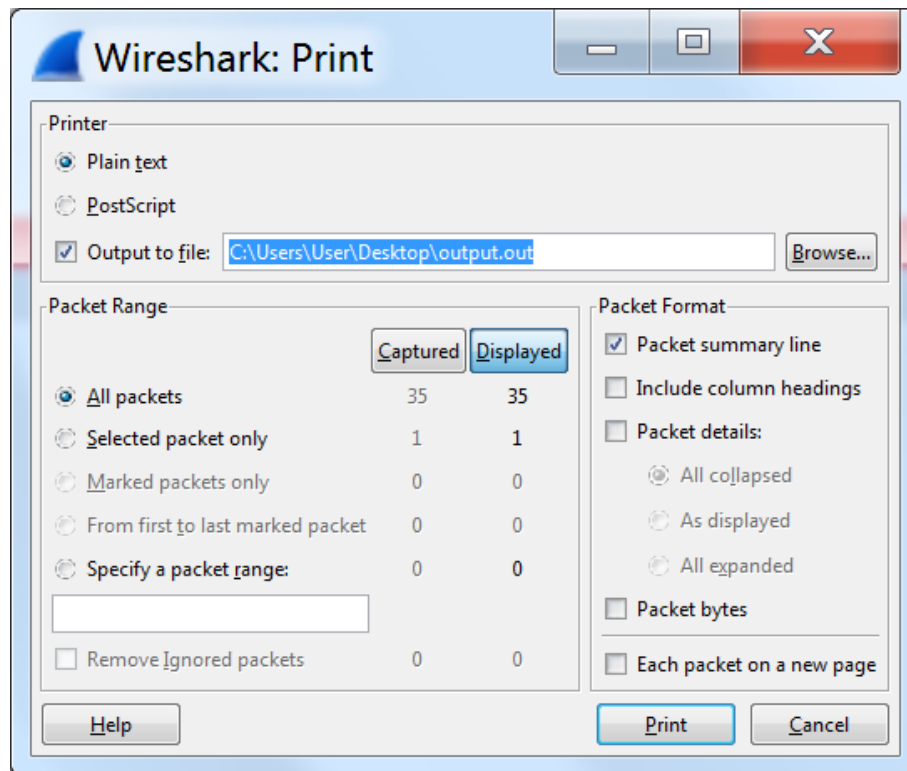 Wireshark: Print
Printer
Plain text
PostScript
Output to file: C:\Users\User\Desktop\output.out Browse...
Packet Range
Captured Displayed
All packets 35 35
Selected packet only 1 1
Marked packets only 0 0
From first to last marked packet 0 0
Specify a packet range: 0 0
Remove Ignored packets 0 0
Packet Format
Packet summary line
Include column headings
Packet details:
All collapsed
As displayed
All expanded
Packet bytes
Each packet on a new page
Help Print Cancel